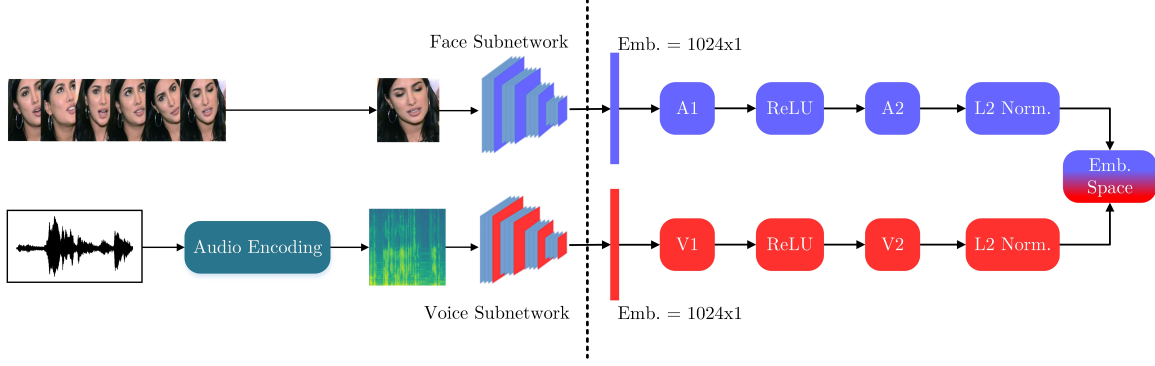 Face Subnetwork
Emb. = 1024x1
A1
ReLU
A2
L2 Norm.
Emb.
Space
Audio Encoding
V1
ReLU
V2
L2 Norm.
Voice Subnetwork
Emb. = 1024x1